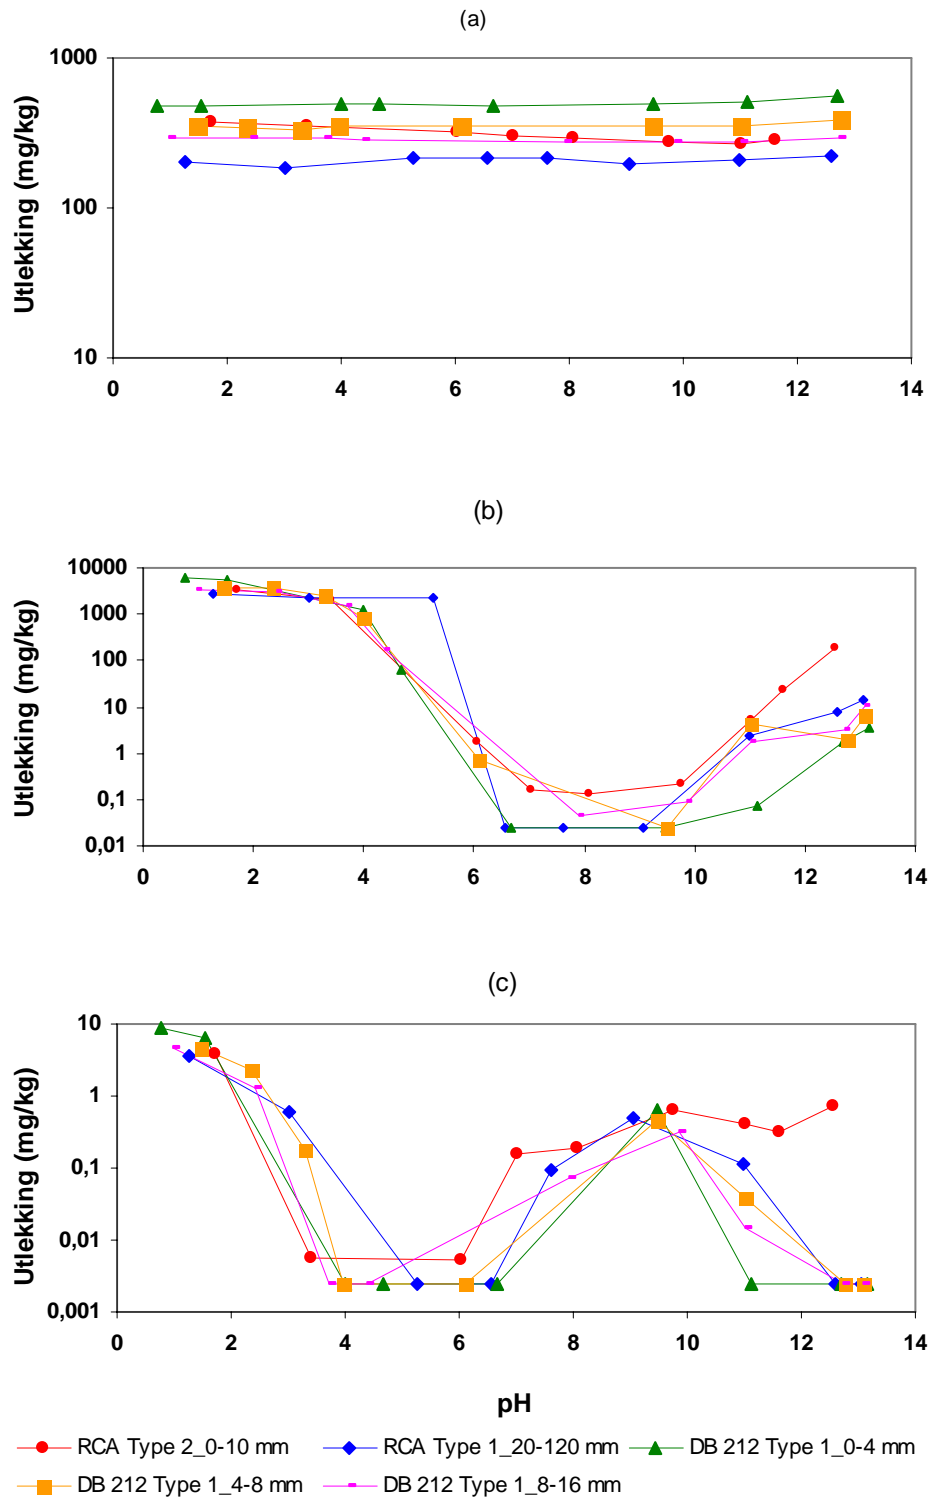 (a)
1000
100
10
Utlekking (mg/kg)
0 2 4 6 8 10 12 14
(b)
10000
1000
100
10
1
0,1
0,01
Utlekking (mg/kg)
0 2 4 6 8 10 12 14
(c)
10
1
0,1
0,01
0,001
Utlekking (mg/kg)
0 2 4 6 8 10 12 14
pH
RCA Type 2_0-10 mm RCA Type 1_20-120 mm DB 212 Type 1_0-4 mm
DB 212 Type 1_4-8 mm DB 212 Type 1_8-16 mm